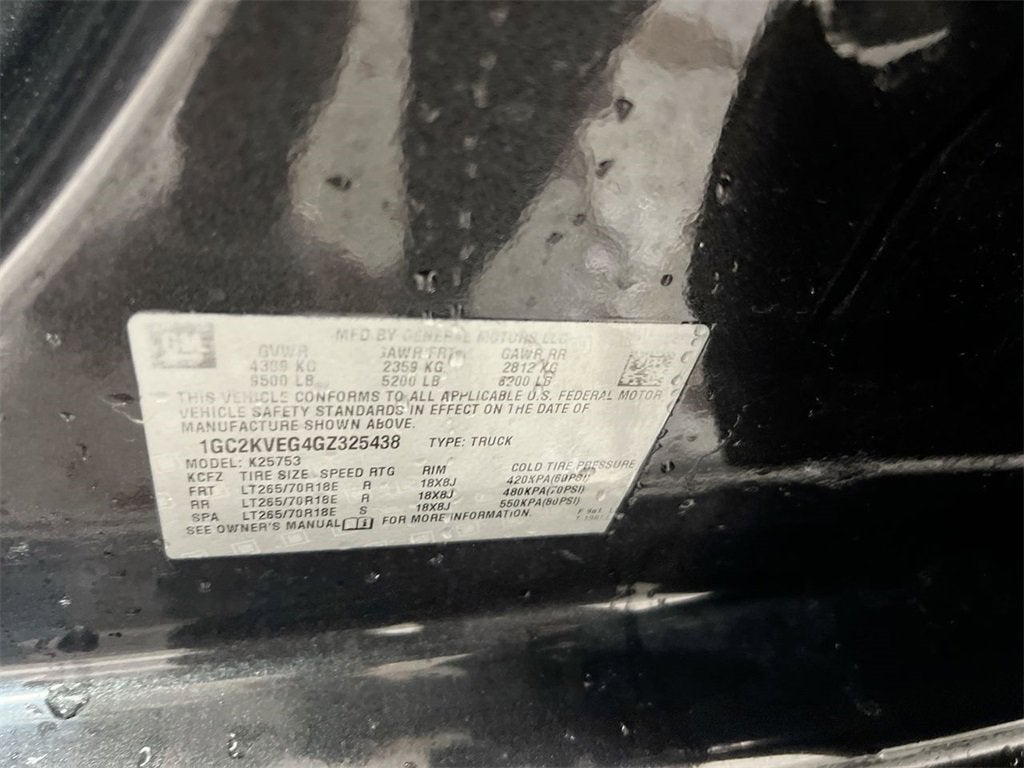 GM
MFD BY GENERAL MOTORS LLC
GVWR GAWR FRT GAWR RR
KG 2359 KG 2812 KG
9500 LB 5200 LB 6200 LB
THIS VEHICLE CONFORMS TO ALL APPLICABLE U.S. FEDERAL MOTOR
VEHICLE SAFETY STANDARDS IN EFFECT ON THE DATE OF
MANUFACTURE SHOWN ABOVE.
1GC2KVEG4GZ325438 TYPE: TRUCK
MODEL: K25753
KCFZ TIRE SIZE SPEED RTG RIM COLD TIRE PRESSURE
FRT LT265/70R18E R 18X8J 420KPA(60PSI)
RR LT265/70R18E R 18X8J 480KPA(70PSI)
SPA LT265/70R18E S 18X8J 550KPA(80PSI)
SEE OWNER'S MANUAL FOR MORE INFORMATION.